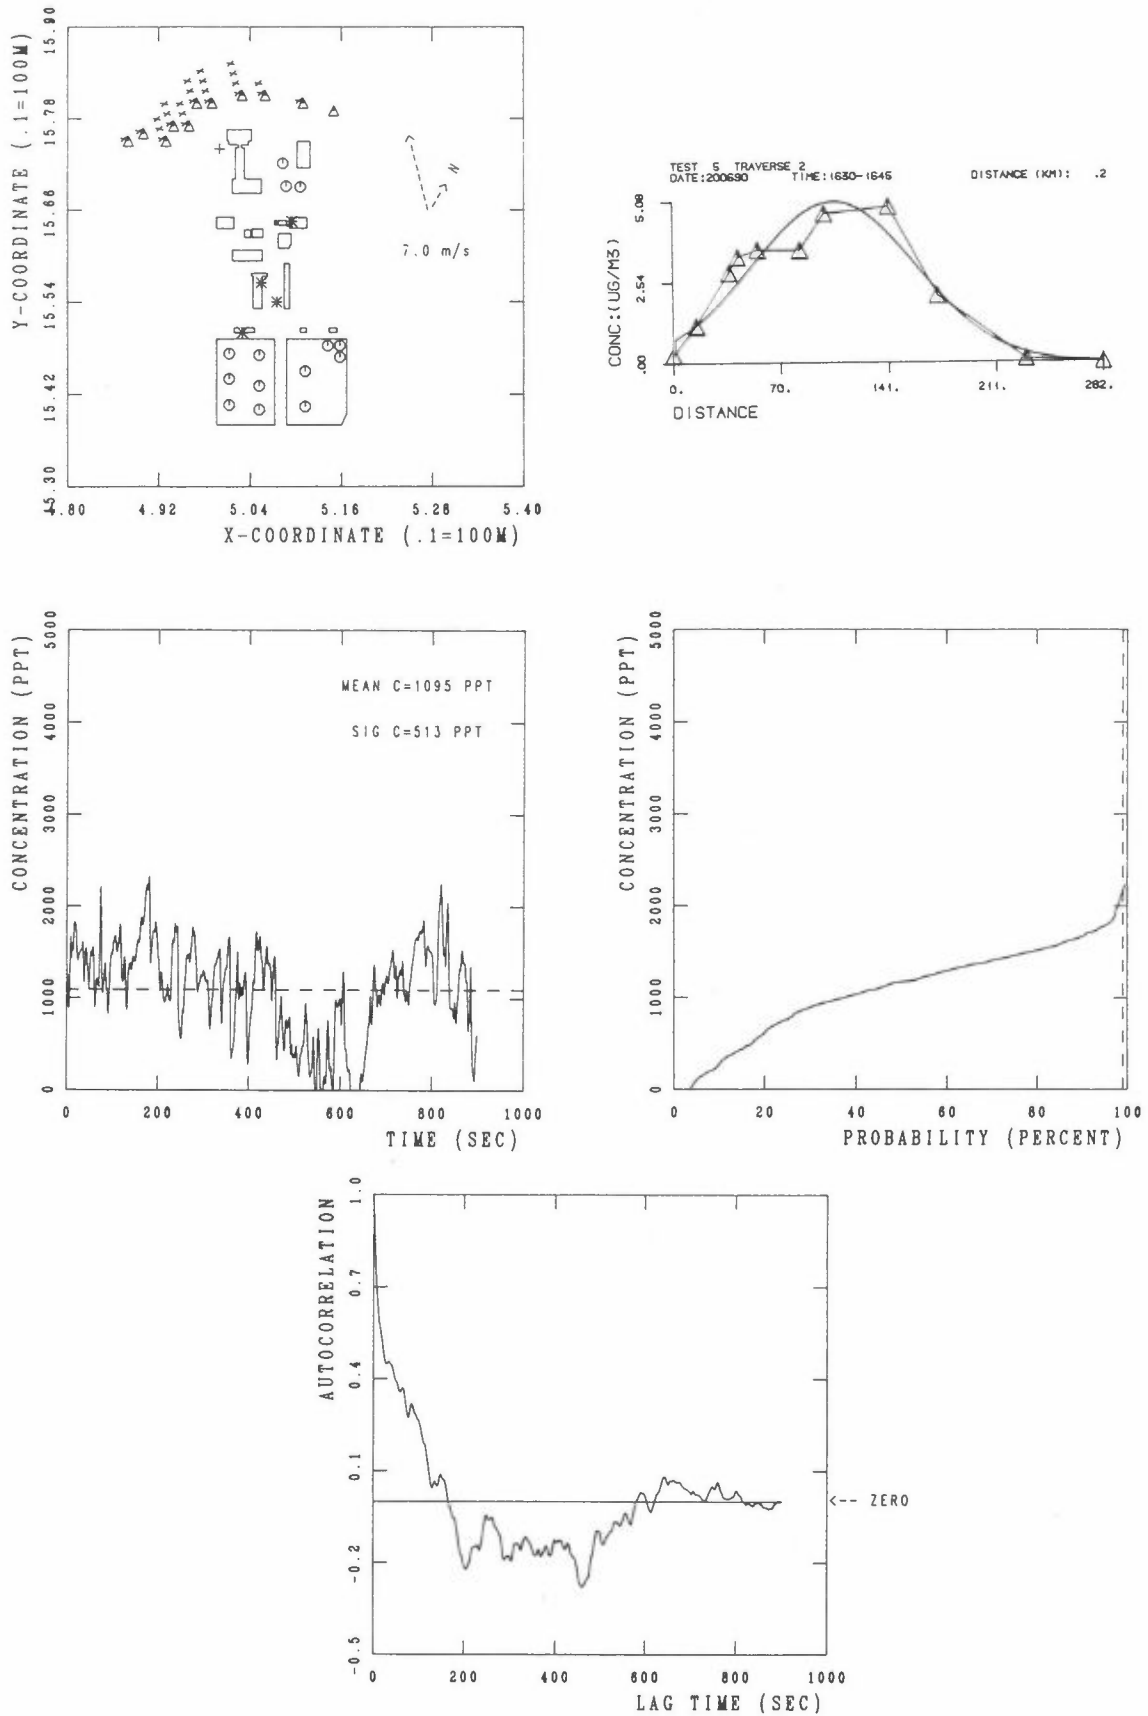 Y-COORDINATE (.1=100M)
15.90
15.78
15.66
15.54
15.42
15.30
N
7.0 m/s
4.80 4.92 5.04 5.16 5.28 5.40
X-COORDINATE (.1=100M)
TEST 5 TRAVERSE 2
DATE:200690 TIME:1630-1645 DISTANCE (KM): .2
CONC:(UG/M3)
5.08
2.54
.00
0. 70. 141. 211. 282.
DISTANCE
CONCENTRATION (PPT)
5000
4000
3000
2000
1000
0
MEAN C=1095 PPT
SIG C=513 PPT
0 200 400 600 800 1000
TIME (SEC)
CONCENTRATION (PPT)
5000
4000
3000
2000
1000
0
0 20 40 60 80 100
PROBABILITY (PERCENT)
AUTOCORRELATION
1.0
0.7
0.4
0.1
-0.2
-0.5
<-- ZERO
0 200 400 600 800 1000
LAG TIME (SEC)